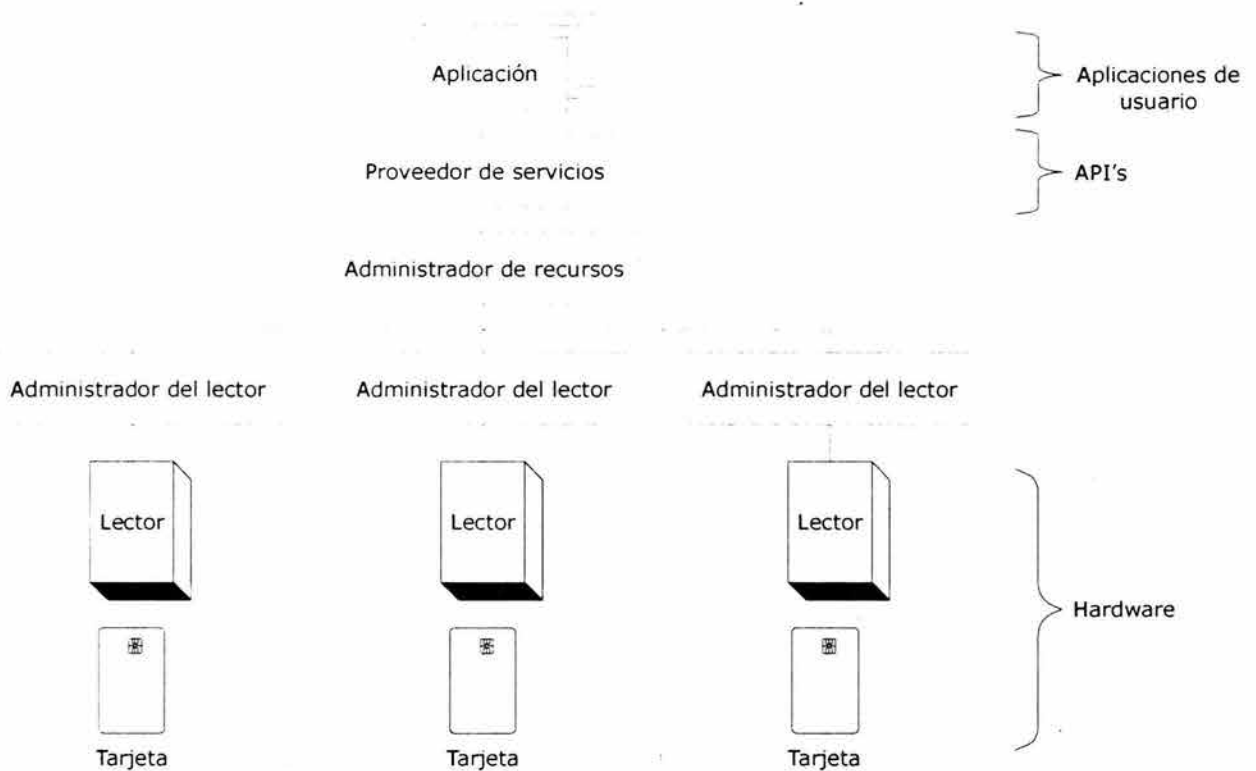 Aplicación
Aplicaciones de
usuario
Proveedor de servicios
API's
Administrador de recursos
Administrador del lector
Administrador del lector
Administrador del lector
Lector
Lector
Lector
Hardware
Tarjeta
Tarjeta
Tarjeta